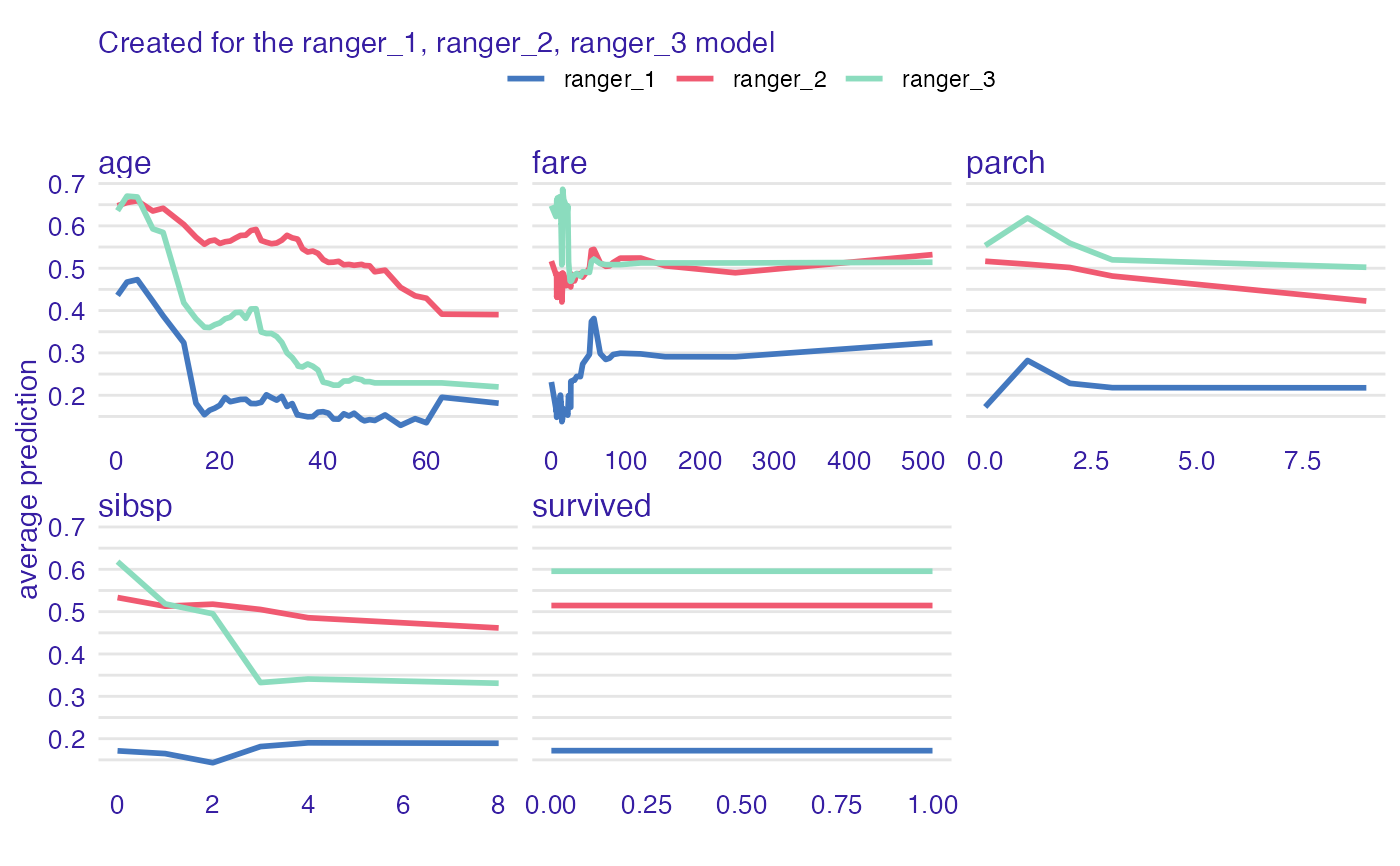 Created for the ranger_1, ranger_2, ranger_3 model
ranger_1 ranger_2 ranger_3
age fare parch
0.7
0.6
0.5
0.4
0.3
0.2
0 20 40 60 0 100 200 300 400 500 0.0 2.5 5.0 7.5
average prediction
sibsp survived
0.7
0.6
0.5
0.4
0.3
0.2
0 2 4 6 8 0.00 0.25 0.50 0.75 1.00